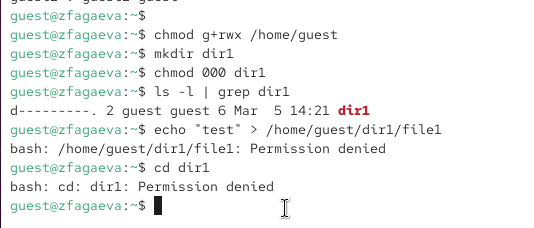 guest@zfagaeva:~$
guest@zfagaeva:~$ chmod g+rwx /home/guest
guest@zfagaeva:~$ mkdir dir1
guest@zfagaeva:~$ chmod 000 dir1
guest@zfagaeva:~$ ls -l | grep dir1
d---------. 2 guest guest 6 Mar  5 14:21 dir1
guest@zfagaeva:~$ echo "test" > /home/guest/dir1/file1
bash: /home/guest/dir1/file1: Permission denied
guest@zfagaeva:~$ cd dir1
bash: cd: dir1: Permission denied
guest@zfagaeva:~$